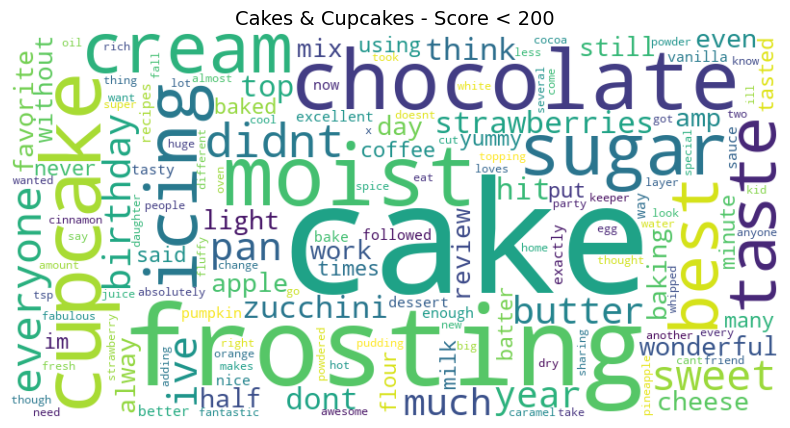 Cakes & Cupcakes - Score < 200
cake
frosting
chocolate
moist
cupcake
icing
sugar
cream
taste
best
sweet
butter
didnt
strawberries
birthday
everyone
zucchini
much
year
pan
light
apple
work
times
half
ive
dont
wonderful
cheese
many
baking
minute
think
using
mix
top
baked
day
coffee
yummy
hit
put
still
even
amp
tasted
vanilla
cocoa
powder
know
favorite
without
never
wanted
cinnamon
say
amount
tsp
juice
fabulous
im
fresh
though
need
strawberry
alway
better
adding
fantastic
nice
makes
orange
right
pumpkin
absolutely
change
bake
go
said
people
tasty
daughter
oil
rich
fall
thing
lot
almost
want
super
recipes
huge
different
cool
excellent
oven
fluffy
spice
x
now
took
less
white
doesnt
several
come
cut
topping
loves
eat
followed
review
home
party
keeper
egg
exactly
way
layer
thought
water
look
sauce
special
got
two
ill
kid
anyone
whipped
friend
cant
every
another
pineapple
sharing
dry
batter
big
new
milk
enough
dessert
flour
pudding
hot
powdered
awesome
caramel
take